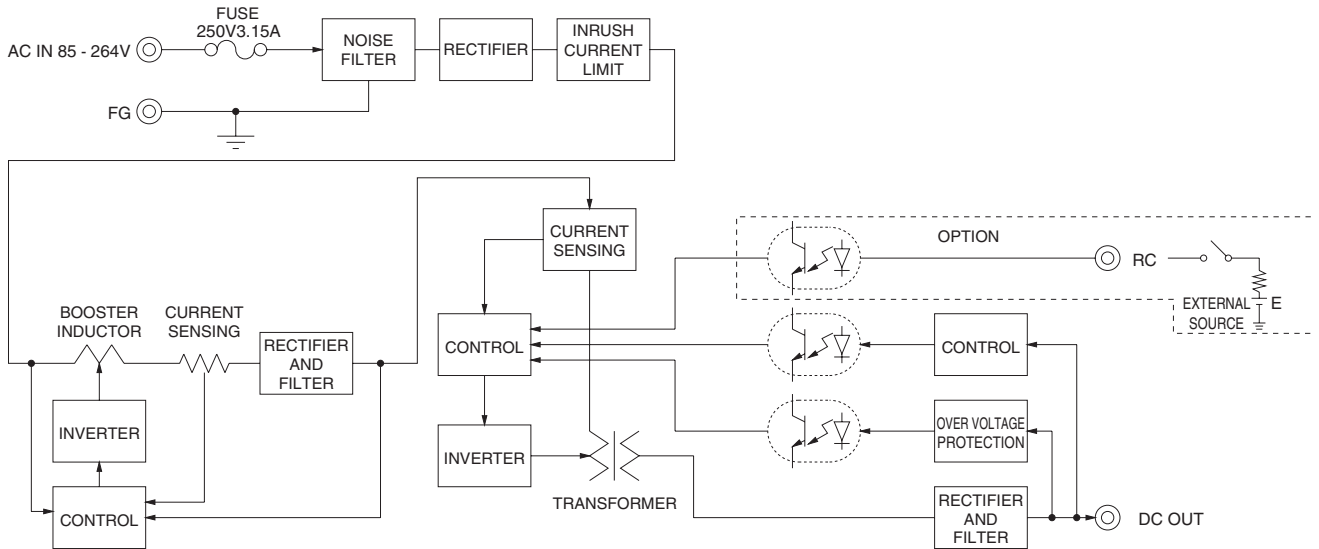 FUSE
250V3.15A
AC IN 85 - 264V
NOISE
FILTER
RECTIFIER
INRUSH
CURRENT
LIMIT
FG
CURRENT
SENSING
OPTION
RC
EXTERNAL
SOURCE
E
BOOSTER
INDUCTOR
CURRENT
SENSING
RECTIFIER
AND
FILTER
CONTROL
CONTROL
INVERTER
INVERTER
OVER VOLTAGE
PROTECTION
TRANSFORMER
CONTROL
RECTIFIER
AND
FILTER
DC OUT